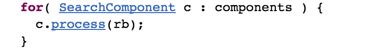 for( SearchComponent c : components ) {
  c.process(rb);
}